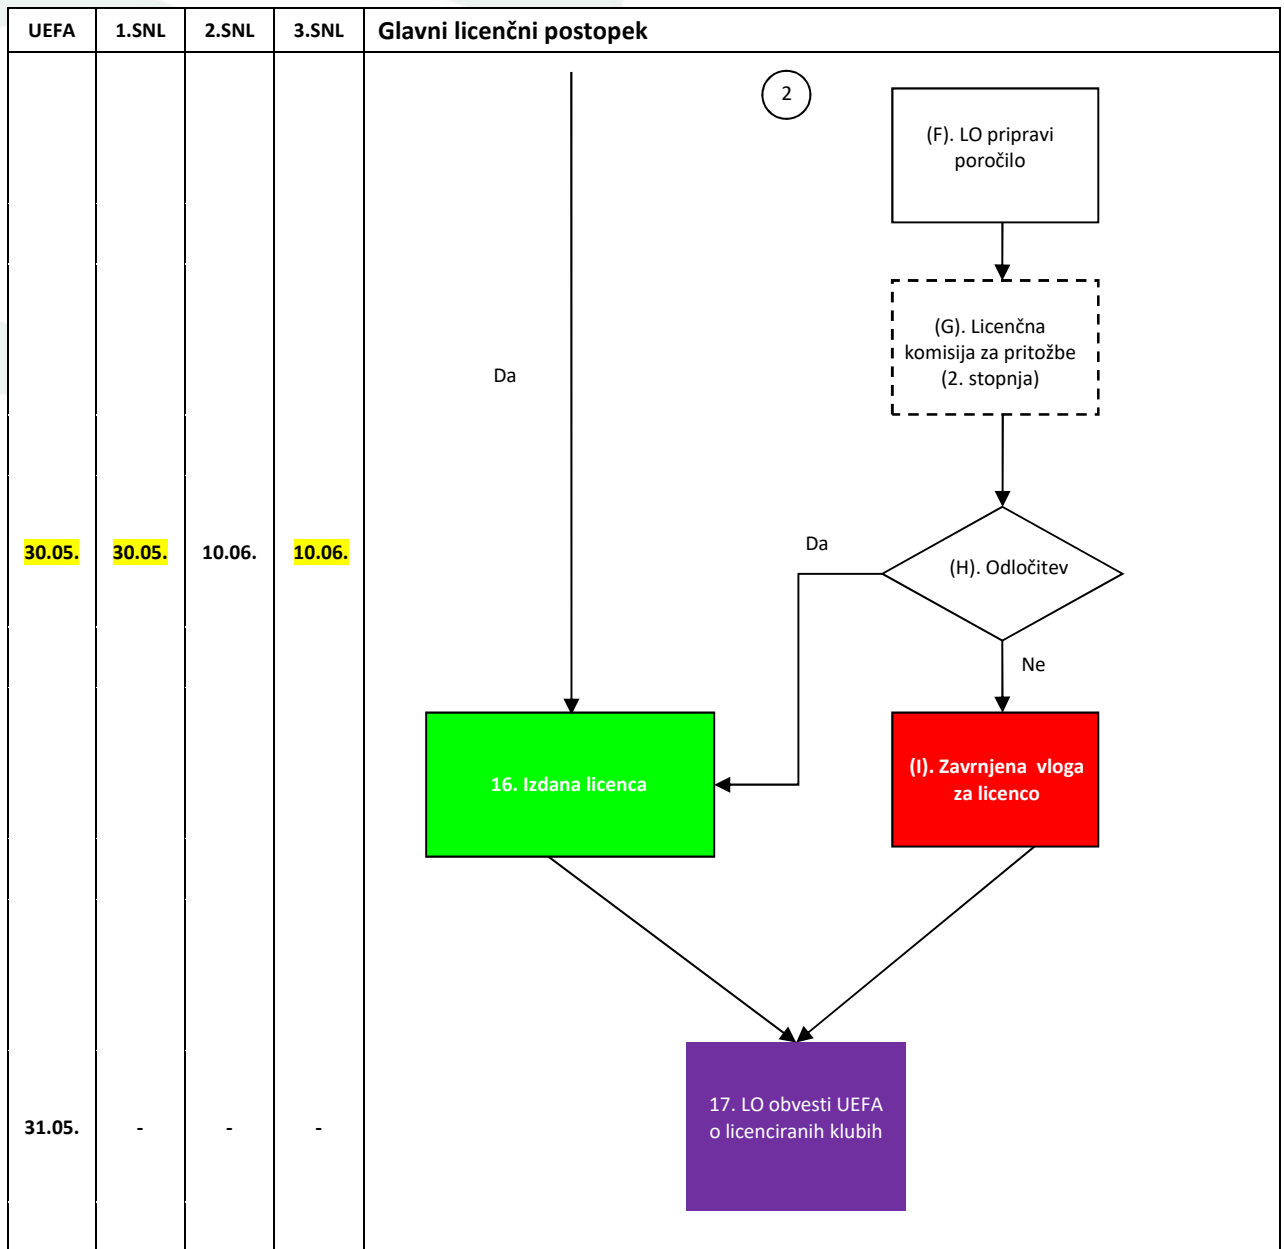 UEFA 1.SNL 2.SNL 3.SNL Glavni licenčni postopek
2
(F). LO pripravi
poročilo
(G). Licenčna
komisija za pritožbe
(2. stopnja)
Da
30.05. 30.05. 10.06. 10.06.
Da
(H). Odločitev
Ne
16. Izdana licenca
(I). Zavrnjena vloga
za licenco
17. LO obvesti UEFA
o licenciranih klubih
31.05. - - -